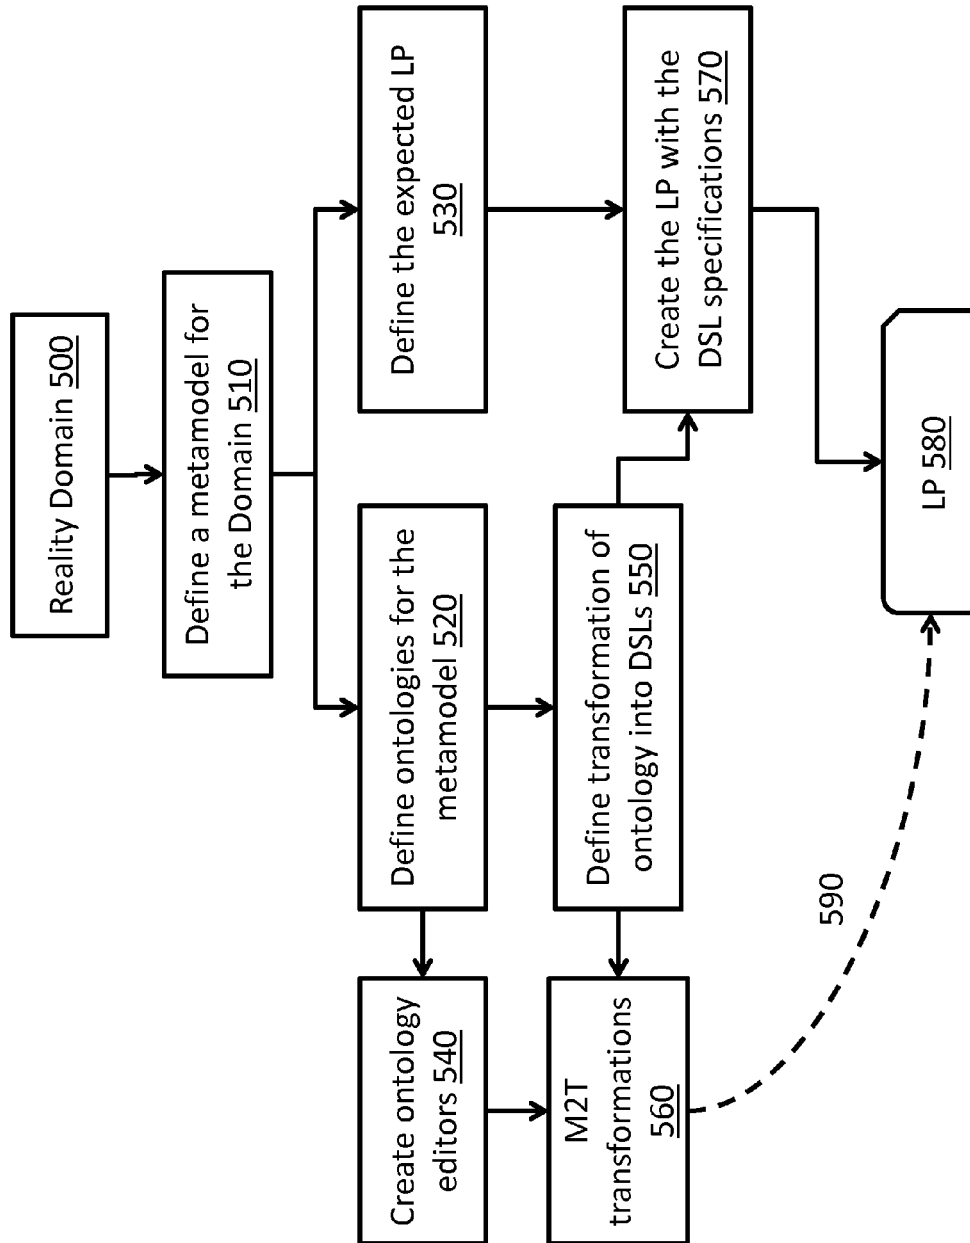 Reality Domain 500
Define a metamodel for
the Domain 510
Define ontologies for the
metamodel 520
Define the expected LP
530
Create ontology
editors 540
Define transformation of
ontology into DSLs 550
M2T
transformations
560
Create the LP with the
DSL specifications 570
LP 580
590